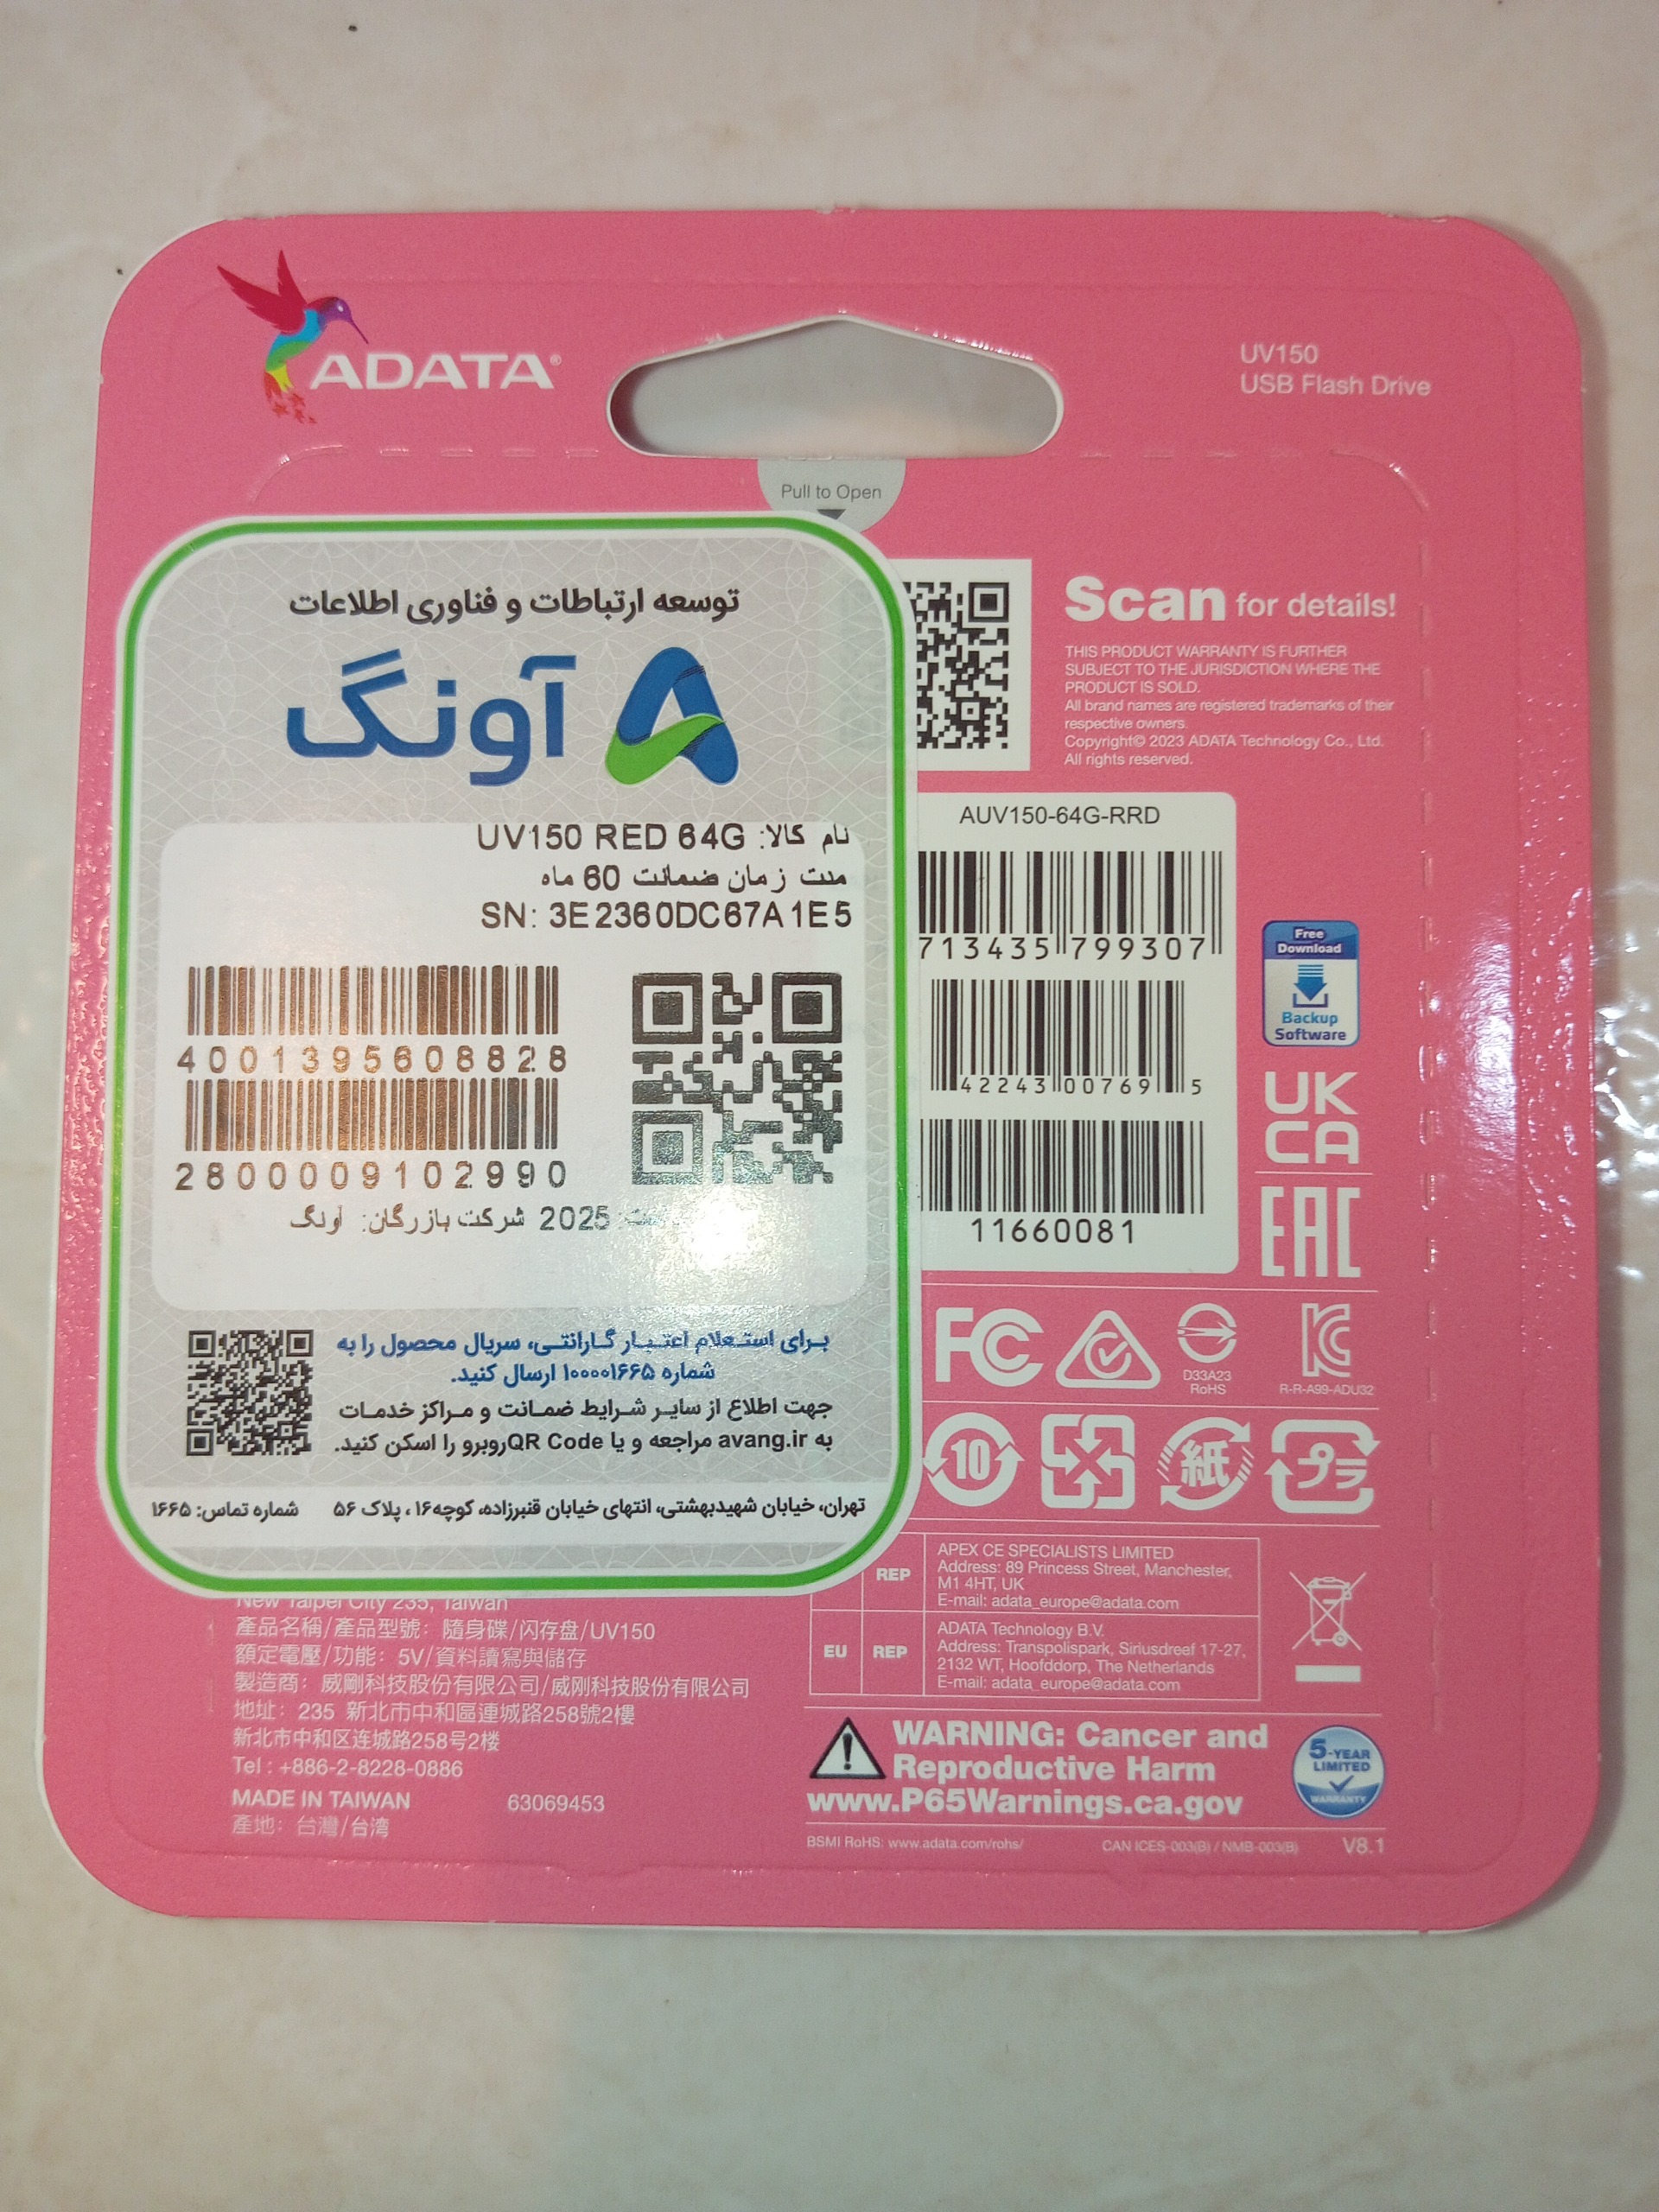 ADATA®
UV150
USB Flash Drive
Pull to Open
توسعه ارتباطات و فناوری اطلاعات
آونگ
نام کالا: UV150 RED 64G
مدت زمان ضمانت 60 ماه
SN: 3E2360DC67A1E5
4001395608828
2800009102990
2025 شرکت بازرگان: آونگ
برای استعلام اعتبار گارانتی، سریال محصول را به
شماره ۱۰۰۰۰۱۶۶۵ ارسال کنید.
جهت اطلاع از سایر شرایط ضمانت و مراکز خدمات
به avang.ir مراجعه و یا QR Code روبرو را اسکن کنید.
تهران، خیابان شهیدبهشتی، انتهای خیابان قنبرزاده، کوچه۱۶ ، پلاک ۵۶
شماره تماس: ۱۶۶۵
Scan for details!
THIS PRODUCT WARRANTY IS FURTHER
SUBJECT TO THE JURISDICTION WHERE THE
PRODUCT IS SOLD.
All brand names are registered trademarks of their
respective owners.
Copyright© 2023 ADATA Technology Co., Ltd.
All rights reserved.
AUV150-64G-RRD
713435 799307
42243 00769 5
11660081
Free
Download
Backup
Software
UK
CA
EAC
FC
D33A23
RoHS
R-R-A99-ADU32
10
紙
プラ
REP
APEX CE SPECIALISTS LIMITED
Address: 89 Princess Street, Manchester,
M1 4HT, UK
E-mail: adata_europe@adata.com
EU REP
ADATA Technology B.V.
Address: Transpolispark, Siriusdreef 17-27,
2132 WT, Hoofddorp, The Netherlands
E-mail: adata_europe@adata.com
New Taipei City 235, Taiwan
產品名稱/產品型號: 隨身碟/闪存盘/UV150
額定電壓/功能: 5V/資料讀寫與儲存
製造商: 威剛科技股份有限公司/威刚科技股份有限公司
地址: 235 新北市中和區連城路258號2樓
新北市中和区连城路258号2楼
Tel : +886-2-8228-0886
MADE IN TAIWAN 63069453
產地: 台灣/台湾
WARNING: Cancer and
Reproductive Harm
www.P65Warnings.ca.gov
5-YEAR
LIMITED
WARRANTY
BSMI RoHS: www.adata.com/rohs/ CAN ICES-003(B) / NMB-003(B) V8.1